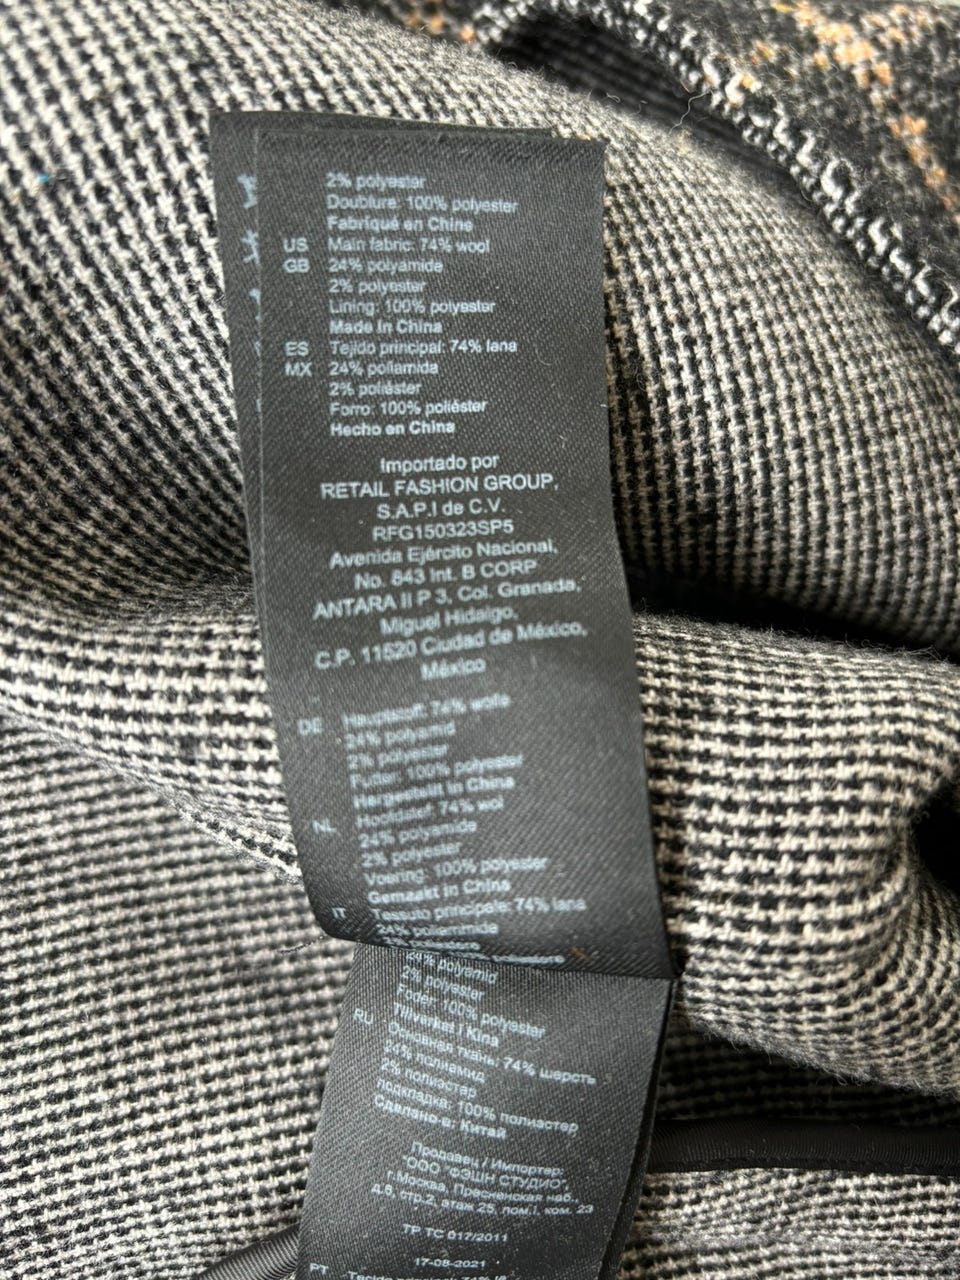 2% polyester
Doublure: 100% polyester
Fabriqué en Chine
US Main fabric: 74% wool
GB 24% polyamide
2% polyester
Lining: 100% polyester
Made in China
ES Tejido principal: 74% lana
MX 24% poliamida
2% poliéster
Forro: 100% poliéster
Hecho en China
Importado por
RETAIL FASHION GROUP,
S.A.P.I de C.V.
RFG150323SP5
Avenida Ejército Nacional,
No. 843 Int. B CORP
ANTARA II P 3, Col. Granada,
Miguel Hidalgo,
C.P. 11520 Ciudad de México,
México
DE Hauptstoff: 74% wolle
24% polyamid
2% polyester
Futter: 100% polyester
Hergestellt in China
NL Hoofdstof: 74% wol
24% polyamide
2% polyester
Voering: 100% polyester
Gemaakt in China
IT Tessuto principale: 74% lana
24% poliammide
24% polyamid
2% polyester
Foder: 100% polyester
Tillverkat i Kina
RU Основная ткань: 74% шерсть
24% полиамид
2% полиэстер
подкладка: 100% полиэстер
Сделано в: Китай
Продавец / Импортер:
"ООО "ФЭШН СТУДИО",
г.Москва, Пресненская наб.,
д.8, стр.2, этаж 25, пом.I, ком. 23
ТР ТС 017/2011
17-08-2021
PT